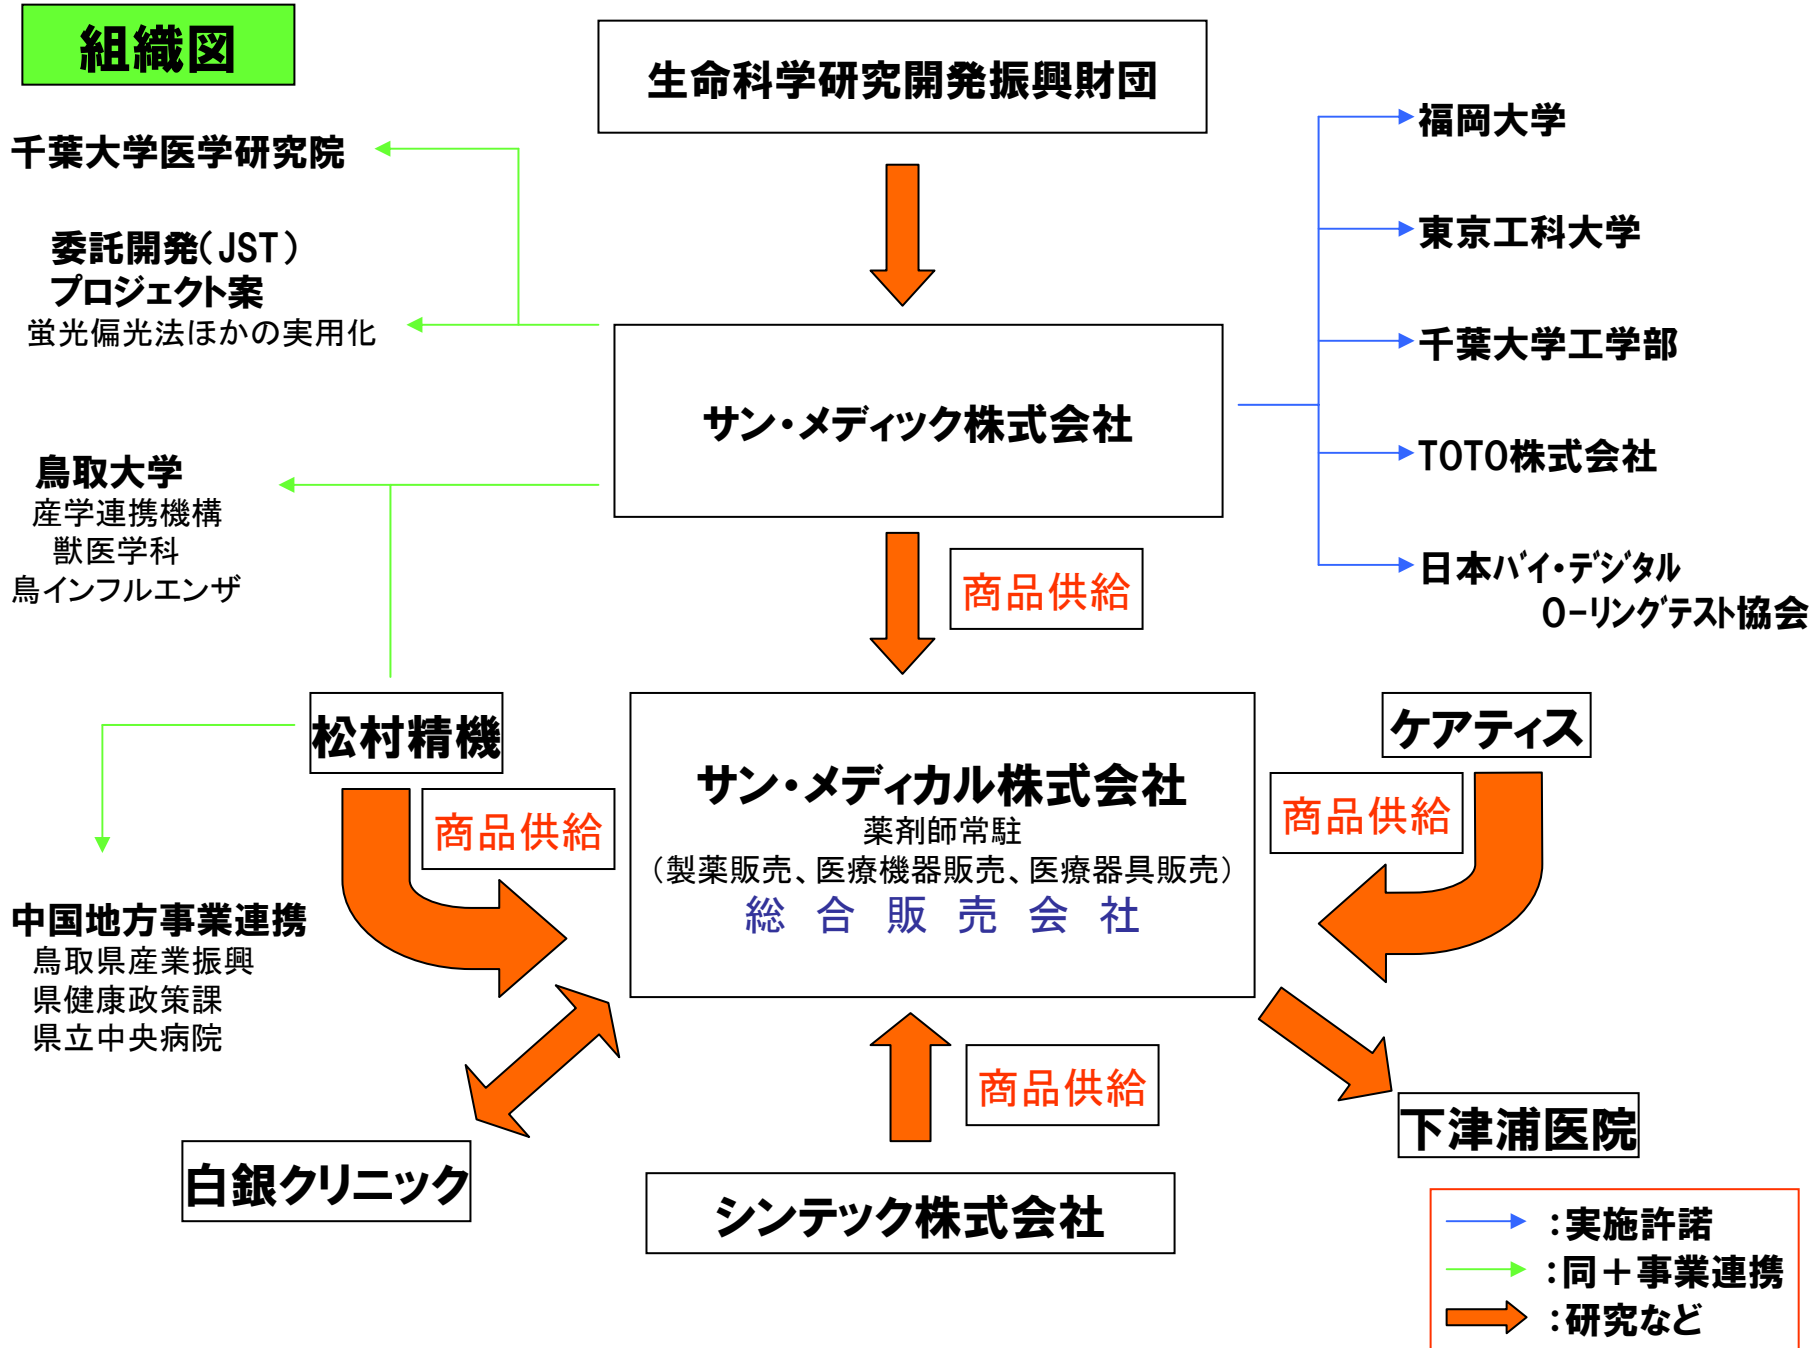 組織図
生命科学研究開発振興財団
千葉大学医学研究院
委託開発(JST)
プロジェクト案
蛍光偏光法ほかの実用化
福岡大学
東京工科大学
千葉大学工学部
TOTO株式会社
日本バイ・デジタル
O-リングテスト協会
サン・メディック株式会社
鳥取大学
産学連携機構
獣医学科
鳥インフルエンザ
商品供給
松村精機
商品供給
サン・メディカル株式会社
薬剤師常駐
(製薬販売、医療機器販売、医療器具販売)
総合販売会社
ケアティス
商品供給
中国地方事業連携
鳥取県産業振興
県健康政策課
県立中央病院
商品供給
白銀クリニック
シンテック株式会社
下津浦医院
:実施許諾
:同+事業連携
:研究など